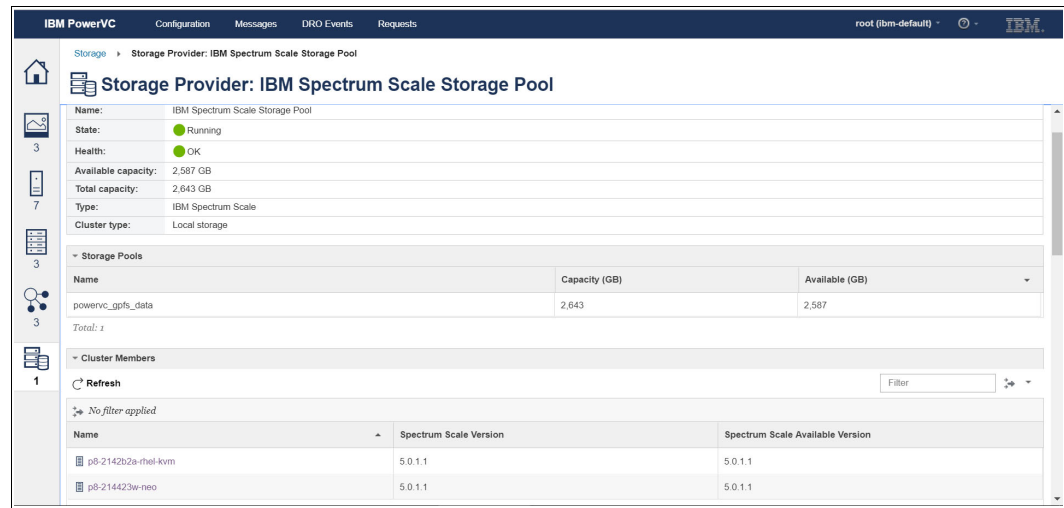 IBM PowerVC Configuration Messages DRO Events Requests root (ibm-default) IBM
Storage Storage Provider: IBM Spectrum Scale Storage Pool
Storage Provider: IBM Spectrum Scale Storage Pool
Name: IBM Spectrum Scale Storage Pool
State: Running
Health: OK
Available capacity: 2,587 GB
Total capacity: 2,643 GB
Type: IBM Spectrum Scale
Cluster type: Local storage
3
7
3
3
1
Storage Pools
Name Capacity (GB) Available (GB)
powervc_gpfs_data 2,643 2,587
Total: 1
Cluster Members
Refresh Filter
No filter applied
Name Spectrum Scale Version Spectrum Scale Available Version
p8-2142b2a-rhel-kvm 5.0.1.1 5.0.1.1
p8-214423w-neo 5.0.1.1 5.0.1.1